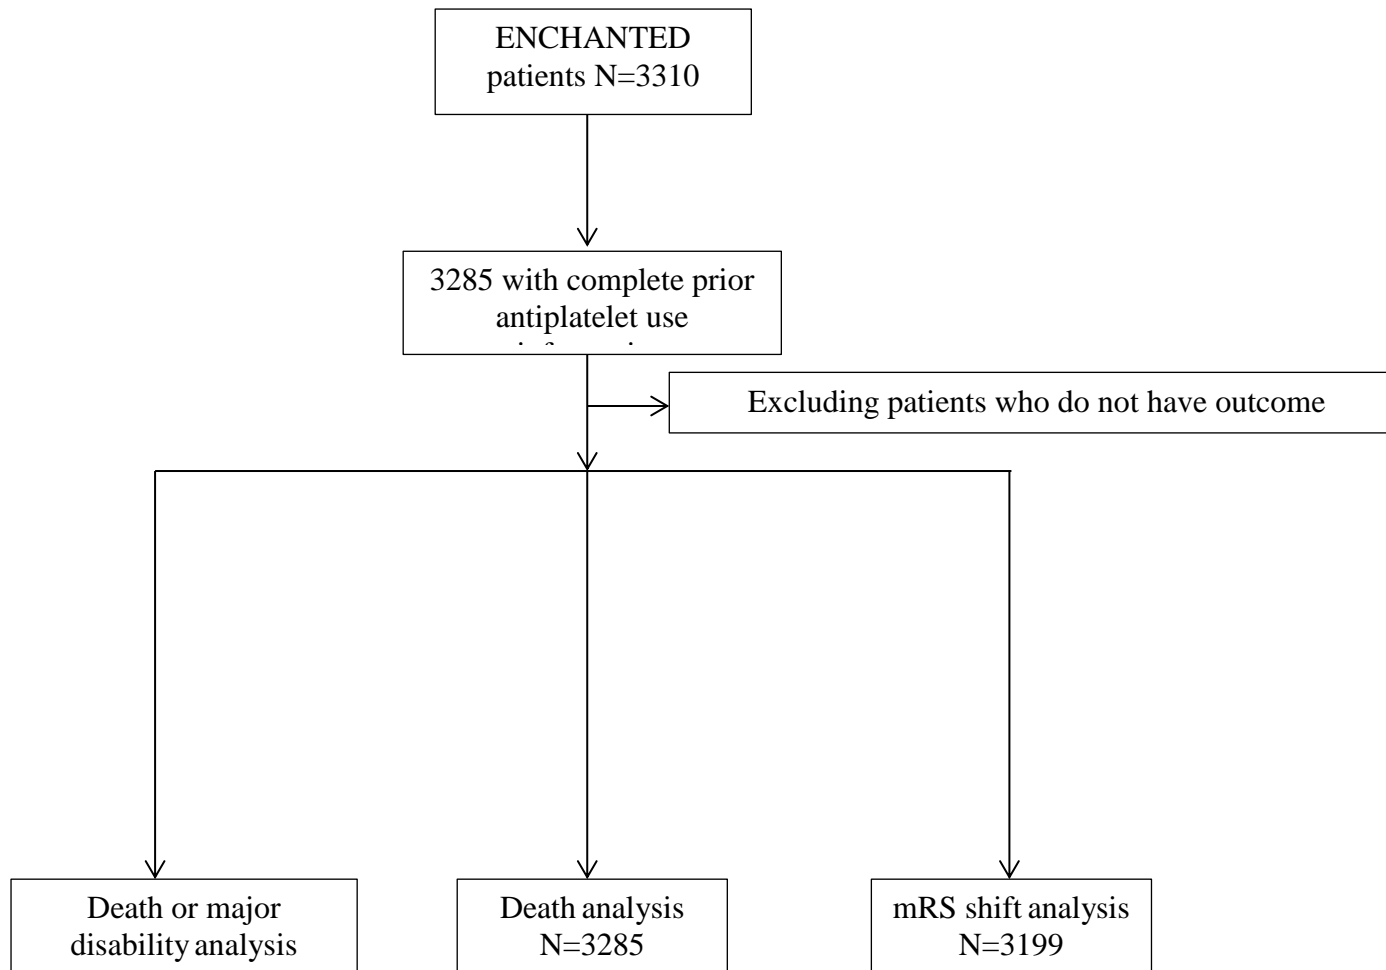 ENCHANTED
patients N=3310
3285 with complete prior
antiplatelet use
Excluding patients who do not have outcome
Death or major
disability analysis
Death analysis
N=3285
mRS shift analysis
N=3199